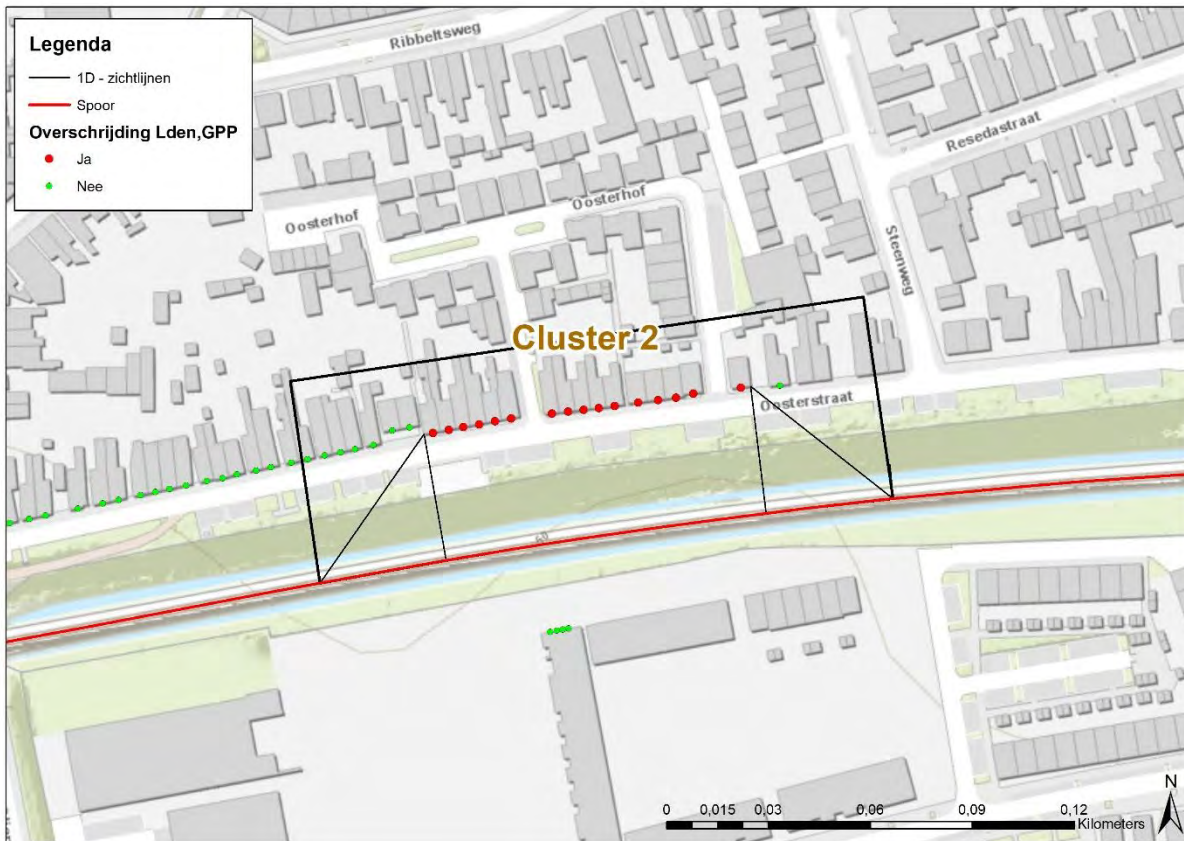 Legenda
1D - zichtlijnen
Spoor
Overschrijding Lden,GPP
Ja
Nee
Ribbeltsweg
Resedastraat
Oosterhof
Oosterhof
Steenweg
Cluster 2
Oosterstraat
N
0 0,015 0,03 0,06 0,09 0,12
Kilometers